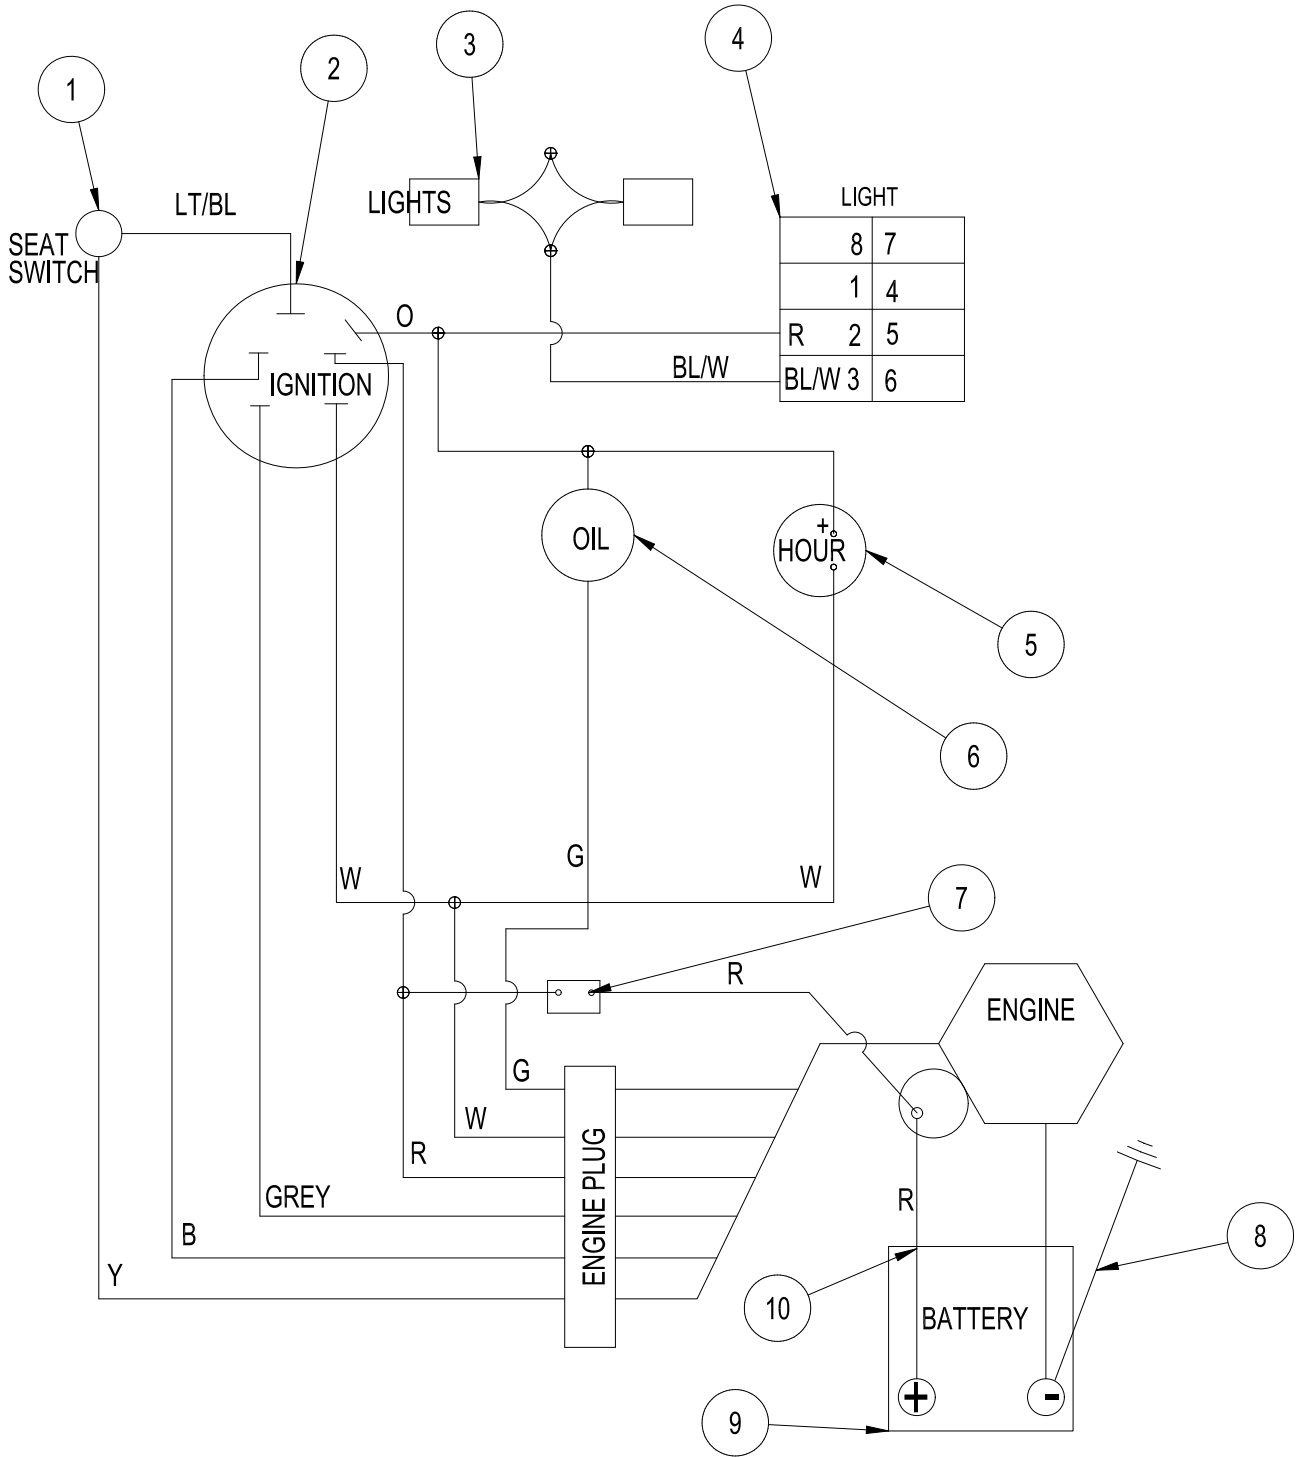 1
2
3
4
LT/BL
LIGHTS
LIGHT
SEAT
SWITCH
8 7
1 4
O
R 2 5
BL/W
BL/W 3 6
IGNITION
+
OIL
HOUR
5
6
G
W
W
7
R
ENGINE
G
W
R
GREY
R
B
ENGINE PLUG
8
Y
10
BATTERY
+
-
9